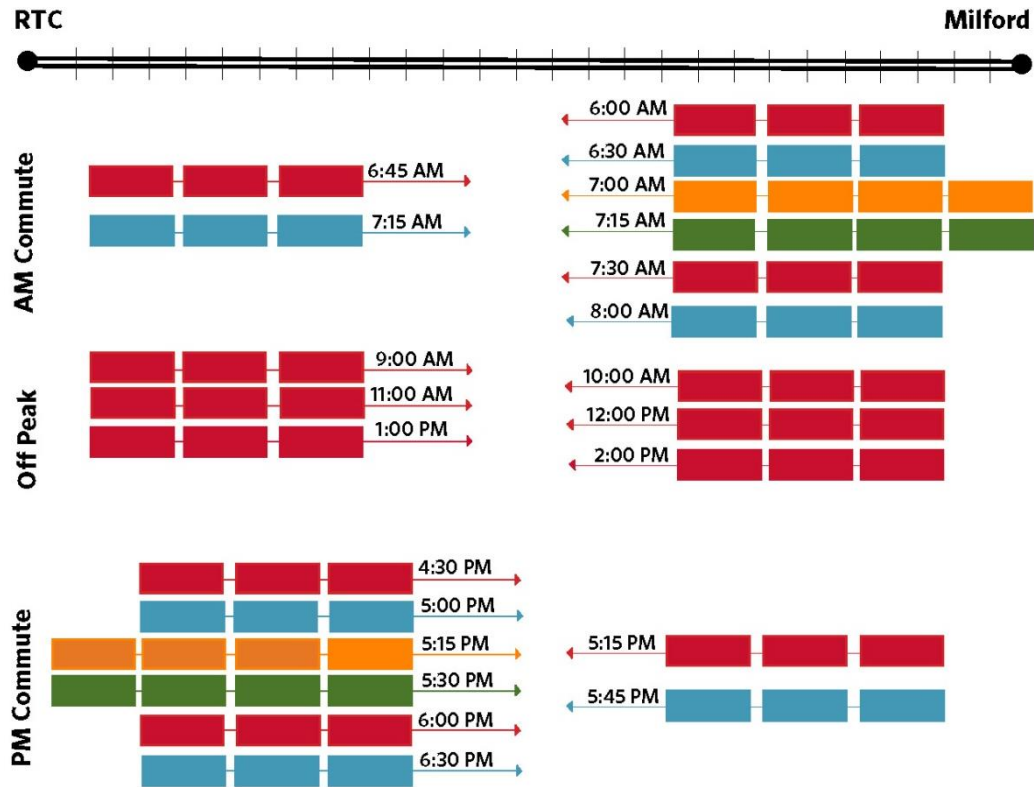 RTC
Milford
AM Commute
6:45 AM
7:15 AM
6:00 AM
6:30 AM
7:00 AM
7:15 AM
7:30 AM
8:00 AM
Off Peak
9:00 AM
11:00 AM
1:00 PM
10:00 AM
12:00 PM
2:00 PM
PM Commute
4:30 PM
5:00 PM
5:15 PM
5:30 PM
6:00 PM
6:30 PM
5:15 PM
5:45 PM